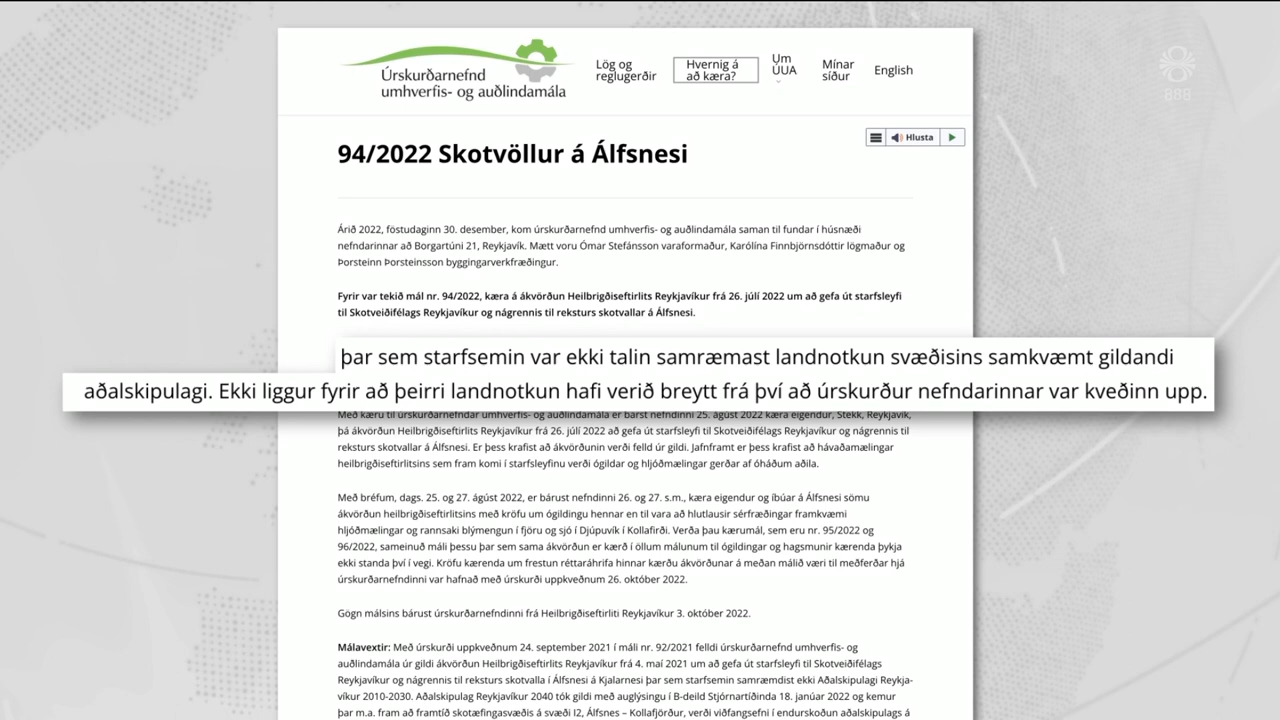 Úrskurðarnefnd
umhverfis- og auðlindamála
Lög og
reglugerðir
Hvernig á
að kæra?
Um
ÚUA
Mínar
síður
English
888
Hlusta
94/2022 Skotvöllur á Álfsnesi
Árið 2022, föstudaginn 30. desember, kom úrskurðarnefnd umhverfis- og auðlindamála saman til fundar í húsnæði
nefndarinnar að Borgartúni 21, Reykjavík. Mætt voru Ómar Stefánsson varaformaður, Karólína Finnbjörnsdóttir lögmaður og
Þorsteinn Þorsteinsson byggingarverkfræðingur.
Fyrir var tekið mál nr. 94/2022, kæra á ákvörðun Heilbrigðiseftirlits Reykjavíkur frá 26. júlí 2022 um að gefa út starfsleyfi
til Skotveiðifélags Reykjavíkur og nágrennis til reksturs skotvallar á Álfsnesi.
þar sem starfsemin var ekki talin samræmast landnotkun svæðisins samkvæmt gildandi
aðalskipulagi. Ekki liggur fyrir að þeirri landnotkun hafi verið breytt frá því að úrskurður nefndarinnar var kveðinn upp.
Með kæru til úrskurðarnefndar umhverfis- og auðlindamála er barst nefndinni 25. ágúst 2022 kæra eigendur, Stekk, Reykjavík,
þá ákvörðun Heilbrigðiseftirlits Reykjavíkur frá 26. júlí 2022 að gefa út starfsleyfi til Skotveiðifélags Reykjavíkur og nágrennis til
reksturs skotvallar á Álfsnesi. Er þess krafist að ákvörðunin verði felld úr gildi. Jafnframt er þess krafist að hávaðamælingar
heilbrigðiseftirlitsins sem fram komi í starfsleyfinu verði ógildar og hljóðmælingar gerðar af óháðum aðila.
Með bréfum, dags. 25. og 27. ágúst 2022, er bárust nefndinni 26. og 27. s.m., kæra eigendur og íbúar á Álfsnesi sömu
ákvörðun heilbrigðiseftirlitsins með kröfu um ógildingu hennar en til vara að hlutlausir sérfræðingar framkvæmi
hljóðmælingar og rannsaki blýmengun í fjöru og sjó í Djúpuvík í Kollafirði. Verða þau kærumál, sem eru nr. 95/2022 og
96/2022, sameinuð máli þessu þar sem sama ákvörðun er kærð í öllum málunum til ógildingar og hagsmunir kærenda þykja
ekki standa því í vegi. Kröfu kærenda um frestun réttaráhrifa hinnar kærðu ákvörðunar á meðan málið væri til meðferðar hjá
úrskurðarnefndinni var hafnað með úrskurði uppkveðnum 26. október 2022.
Gögn málsins bárust úrskurðarnefndinni frá Heilbrigðiseftirliti Reykjavíkur 3. október 2022.
Málavextir: Með úrskurði uppkveðnum 24. september 2021 í máli nr. 92/2021 felldi úrskurðarnefnd umhverfis- og
auðlindamála úr gildi ákvörðun Heilbrigðiseftirlits Reykjavíkur frá 4. maí 2021 um að gefa út starfsleyfi til Skotveiðifélags
Reykjavíkur og nágrennis til reksturs skotvalla í Álfsnesi á Kjalarnesi þar sem starfsemin samræmdist ekki Aðalskipulagi Reykja-
víkur 2010-2030. Aðalskipulag Reykjavíkur 2040 tók gildi með auglýsingu í B-deild Stjórnartíðinda 18. janúar 2022 og kemur
þar m.a. fram að framtíð skotæfingasvæðis á svæði I2, Álfsnes – Kollafjörður, verði viðfangsefni í endurskoðun aðalskipulags á